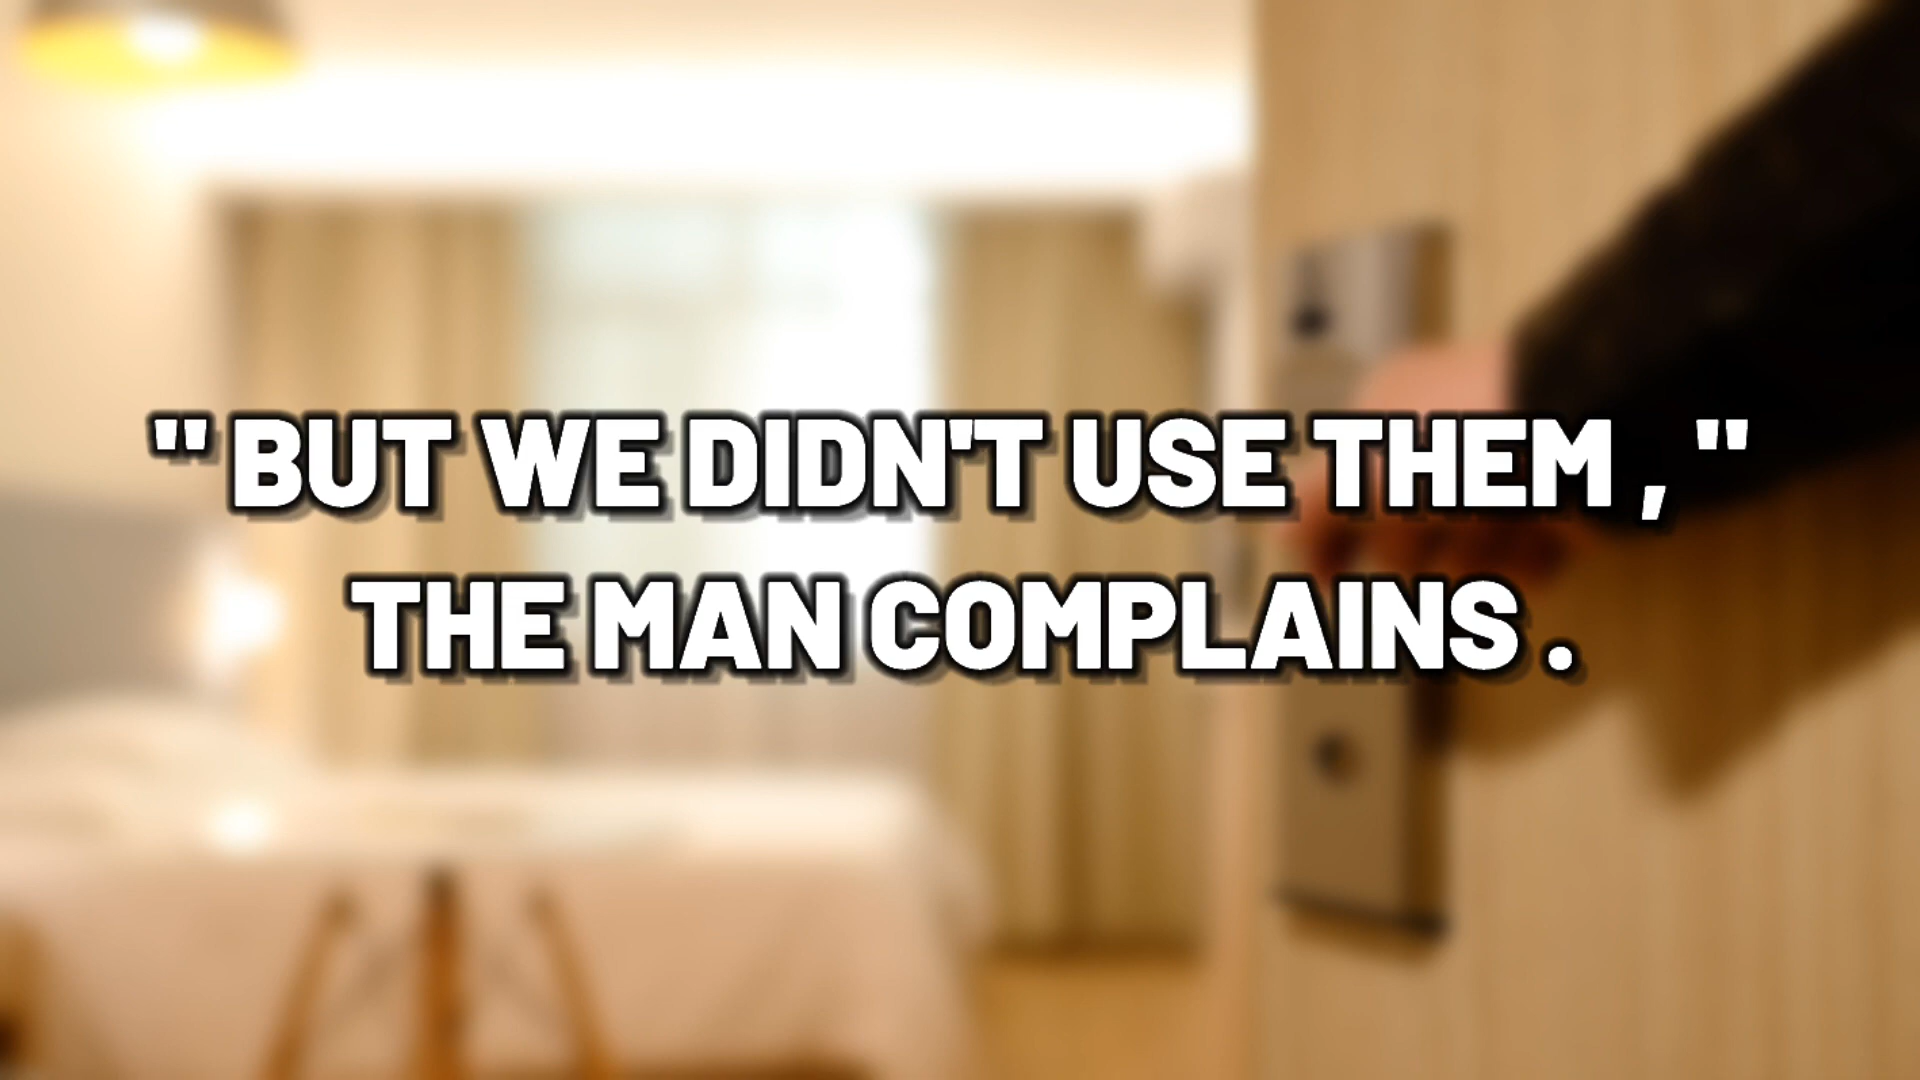 " BUT WE DIDN'T USE THEM , "
THE MAN COMPLAINS .